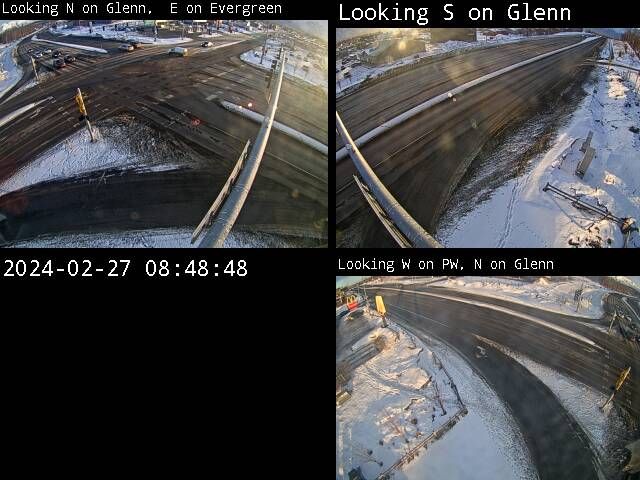 Looking N on Glenn, E on Evergreen
Looking S on Glenn
2024-02-27 08:48:48
Looking W on PW, N on Glenn